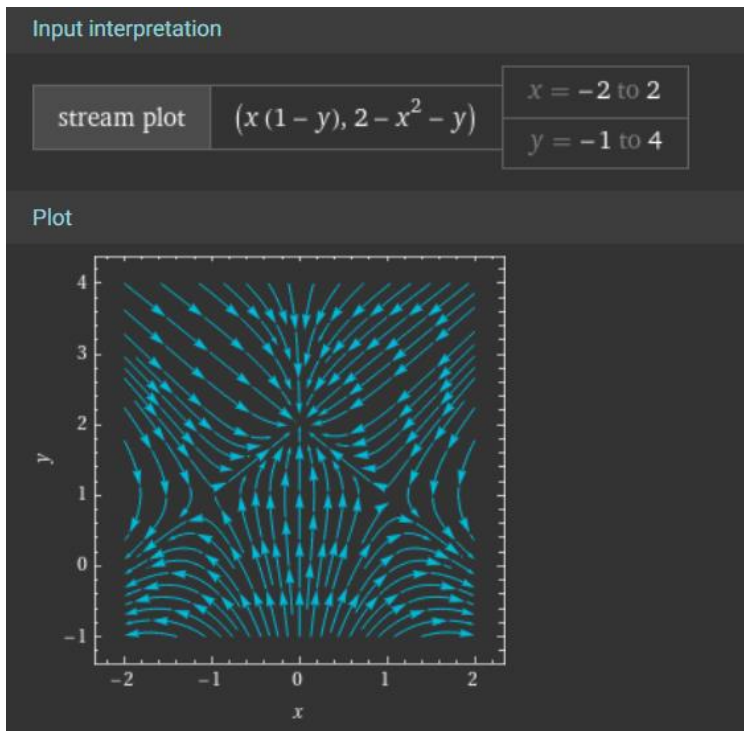 Input interpretation
stream plot
(x (1 − y), 2 − x² − y)
x = −2 to 2
y = −1 to 4
Plot
4
3
2
1
0
−1
y
−2 −1 0 1 2
x